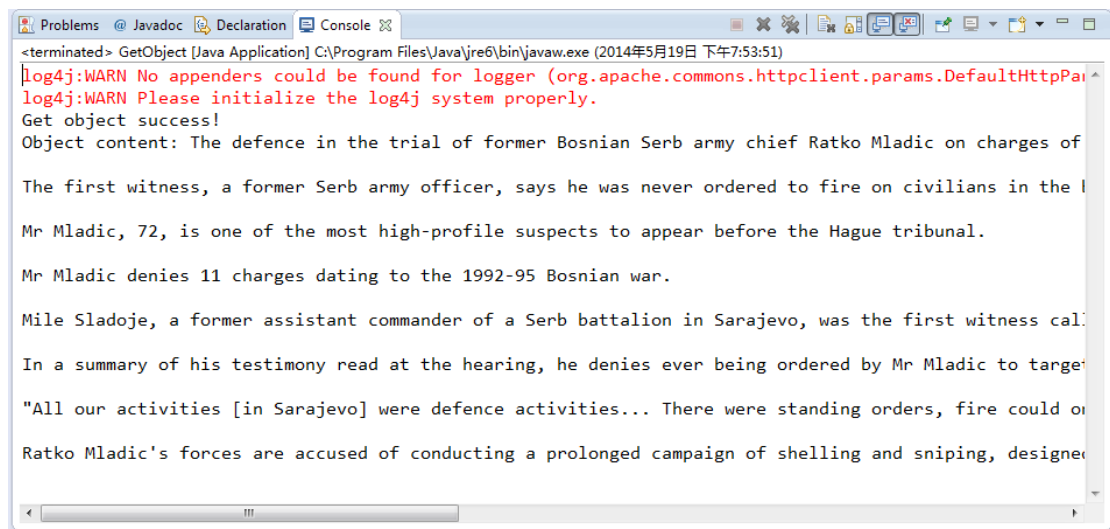 Problems @ Javadoc Declaration Console
<terminated> GetObject [Java Application] C:\Program Files\Java\jre6\bin\javaw.exe (2014年5月19日 下午7:53:51)
log4j:WARN No appenders could be found for logger (org.apache.commons.httpclient.params.DefaultHttpPa
log4j:WARN Please initialize the log4j system properly.
Get object success!
Object content: The defence in the trial of former Bosnian Serb army chief Ratko Mladic on charges of
The first witness, a former Serb army officer, says he was never ordered to fire on civilians in the
Mr Mladic, 72, is one of the most high-profile suspects to appear before the Hague tribunal.
Mr Mladic denies 11 charges dating to the 1992-95 Bosnian war.
Mile Sladoje, a former assistant commander of a Serb battalion in Sarajevo, was the first witness cal
In a summary of his testimony read at the hearing, he denies ever being ordered by Mr Mladic to targe
"All our activities [in Sarajevo] were defence activities... There were standing orders, fire could o
Ratko Mladic's forces are accused of conducting a prolonged campaign of shelling and sniping, designe